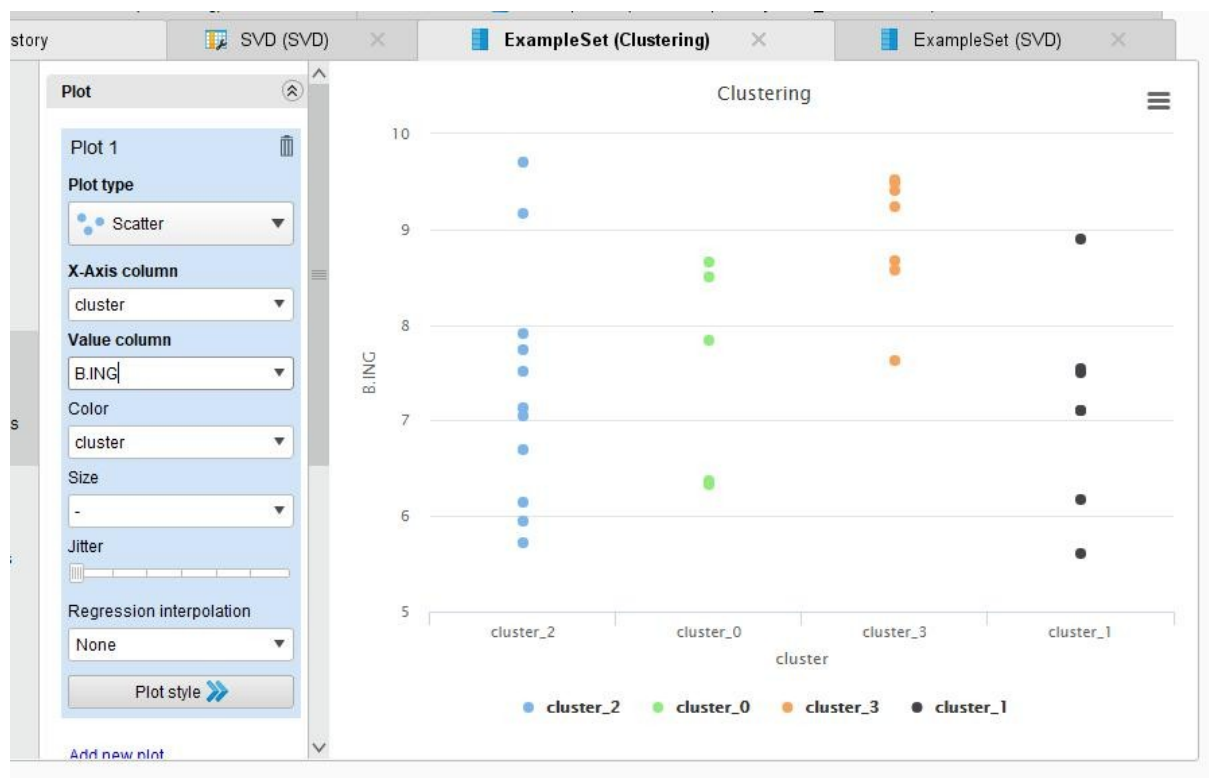 story
SVD (SVD)
ExampleSet (Clustering)
ExampleSet (SVD)
Plot
Plot 1
Plot type
Scatter
X-Axis column
cluster
Value column
B.ING
Color
cluster
Size
-
Jitter
Regression interpolation
None
Plot style
Add new plot
s
Clustering
10
9
8
7
6
5
B.ING
cluster_2 cluster_0 cluster_3 cluster_1
cluster
cluster_2 cluster_0 cluster_3 cluster_1